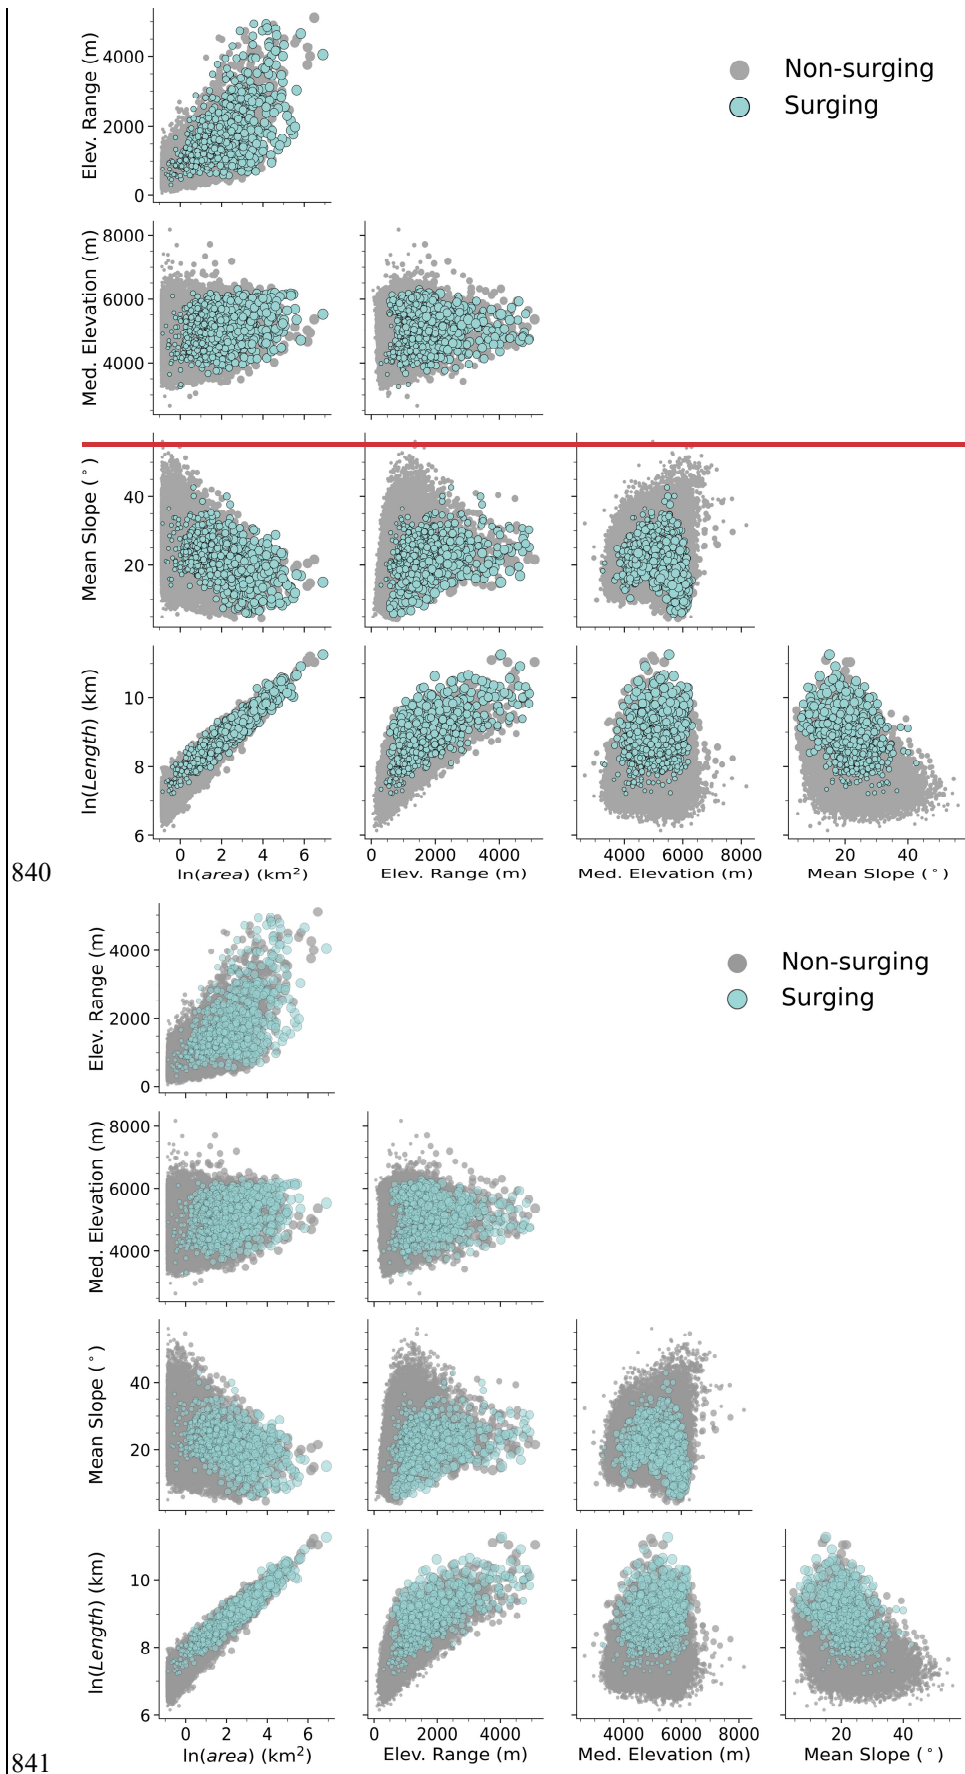 4000
2000
0
Elev. Range (m)
Non-surging
Surging
8000
6000
4000
Med. Elevation (m)
40
20
Mean Slope (°)
10
8
6
ln(Length) (km)
0 2 4 6
0 2000 4000
4000 6000 8000
20 40
ln(area) (km²)
Elev. Range (m)
Med. Elevation (m)
Mean Slope (°)
840
4000
2000
0
Elev. Range (m)
Non-surging
Surging
8000
6000
4000
Med. Elevation (m)
40
20
Mean Slope (°)
10
8
6
ln(Length) (km)
0 2 4 6
0 2000 4000
4000 6000 8000
20 40
ln(area) (km²)
Elev. Range (m)
Med. Elevation (m)
Mean Slope (°)
841